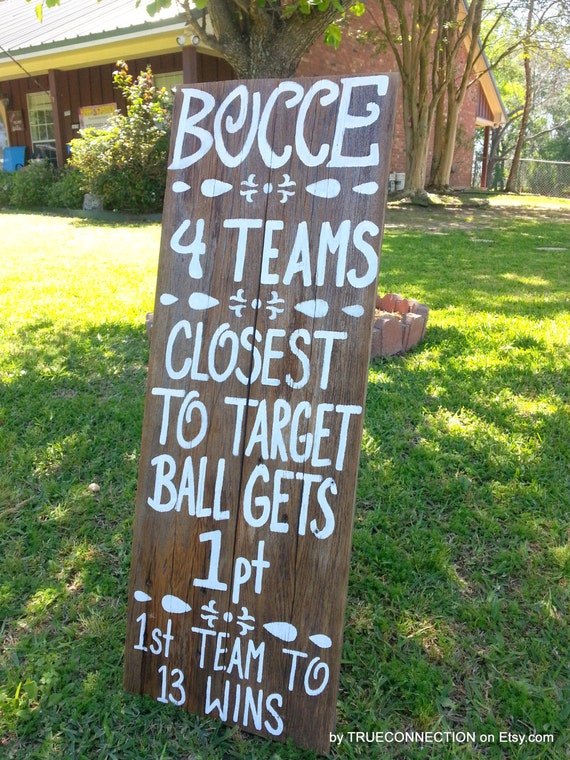 BOCCE
4 TEAMS
CLOSEST
TO TARGET
BALL GETS
1pt
1st TEAM TO
13 WINS
by TRUECONNECTION on Etsy.com